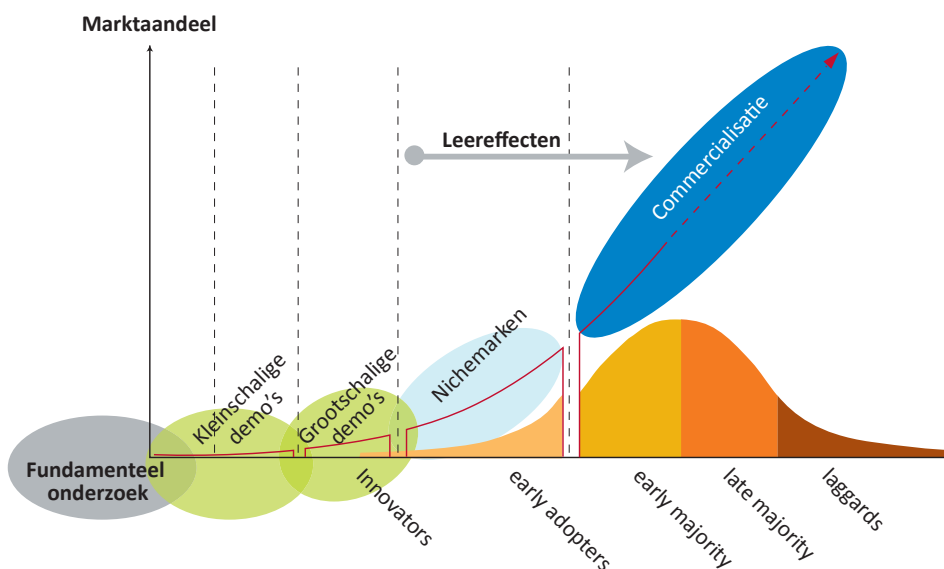 Marktaandeel
Leereffecten
Commercialisatie
Nichemarken
Kleinschalige
demo's
Grootschalige
demo's
Fundamenteel
onderzoek
Innovators
early adopters
early majority
late majority
laggards